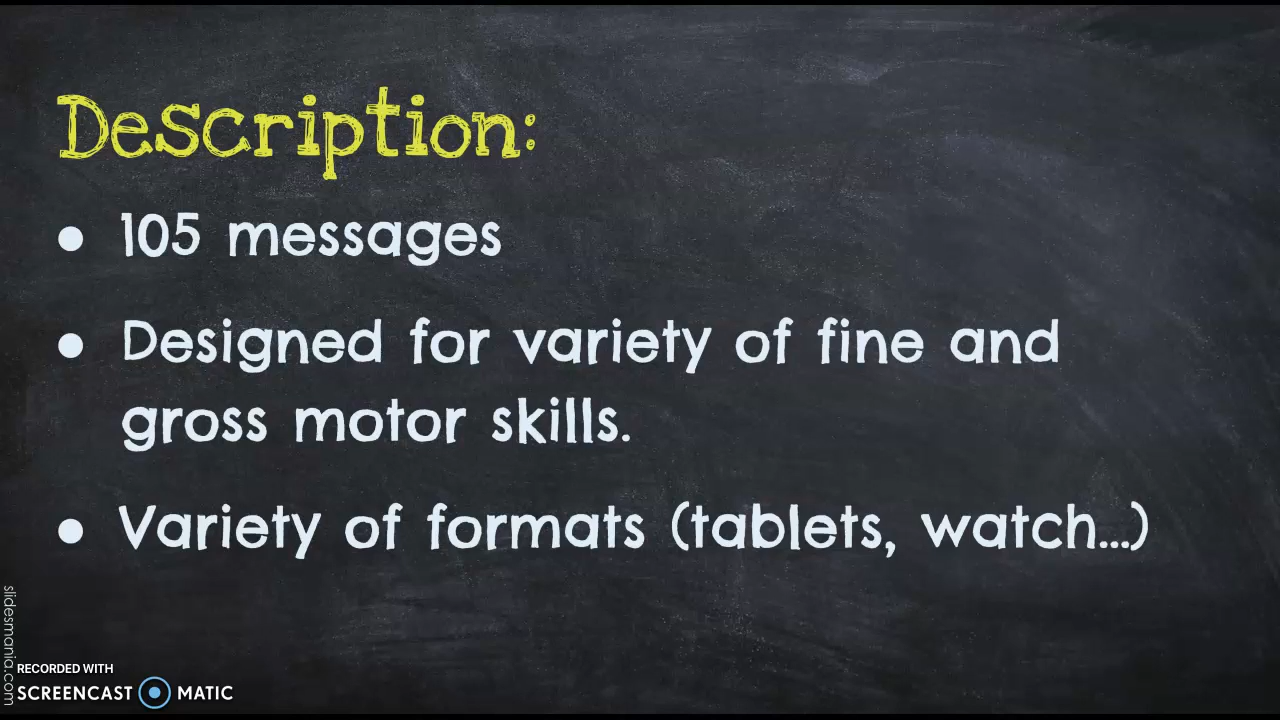 Description:
● 105 messages
● Designed for variety of fine and
gross motor skills.
● Variety of formats (tablets, watch...)
slidesmania.com
RECORDED WITH
SCREENCAST MATIC